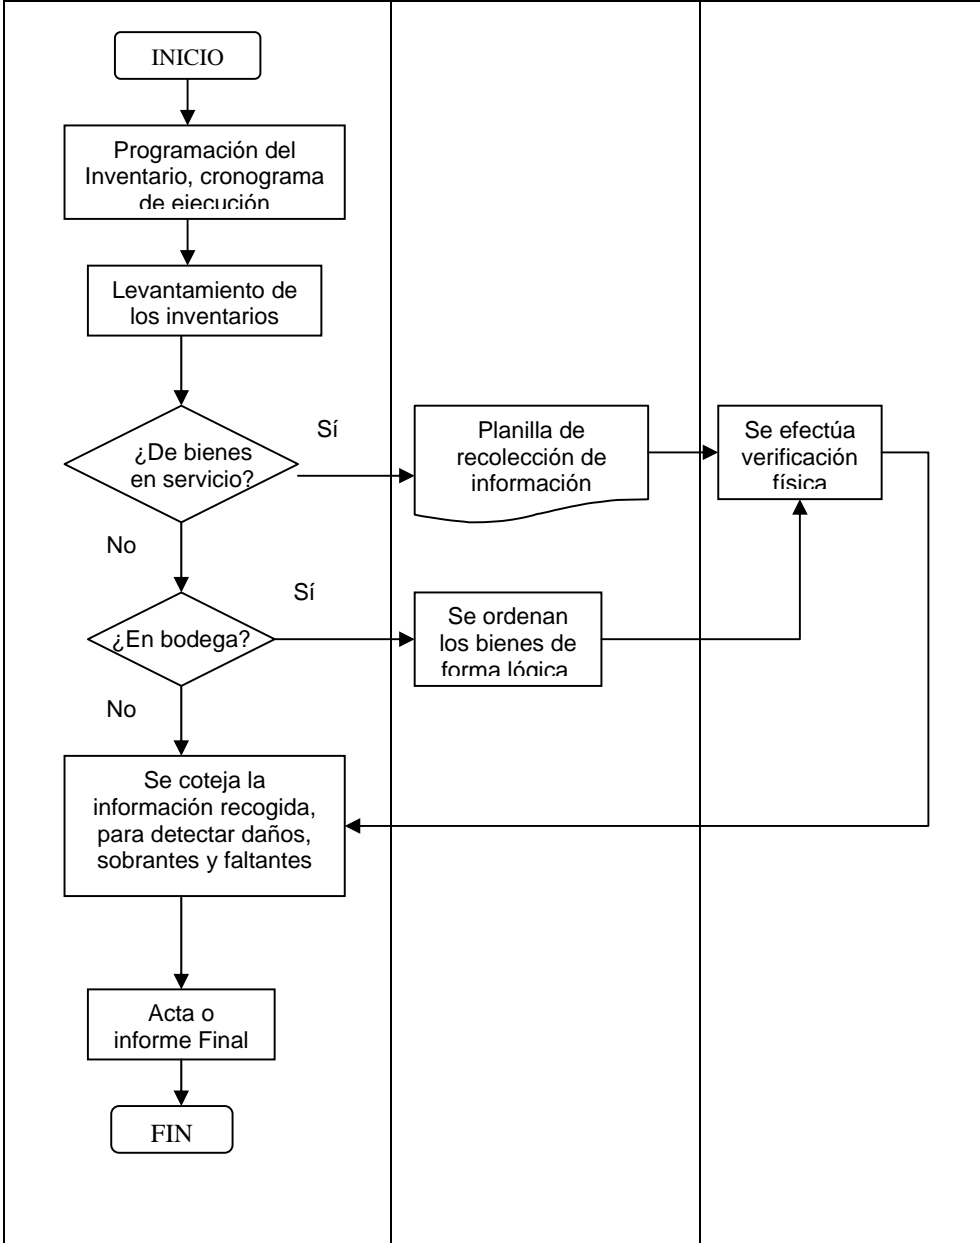 INICIO
Programación del
Inventario, cronograma
de ejecución
Levantamiento de
los inventarios
¿De bienes
en servicio?
Sí
Planilla de
recolección de
información
Se efectúa
verificación
física
No
¿En bodega?
Sí
Se ordenan
los bienes de
forma lógica
No
Se coteja la
información recogida,
para detectar daños,
sobrantes y faltantes
Acta o
informe Final
FIN